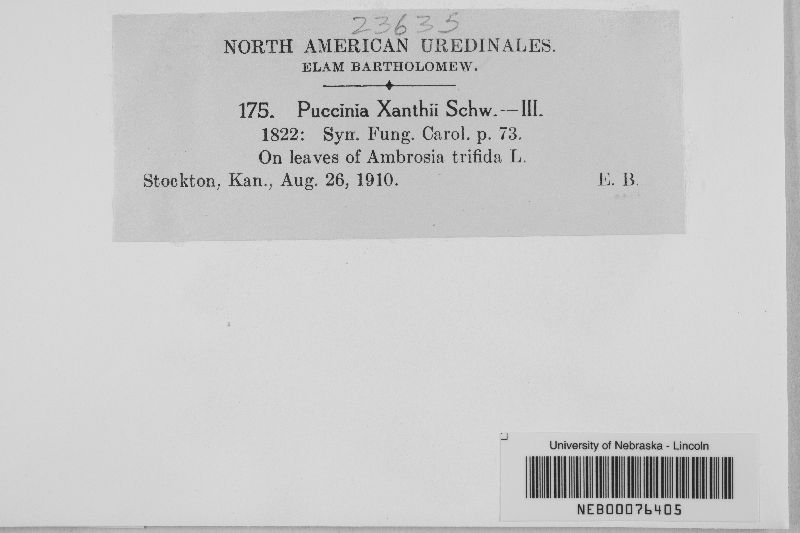 23635
NORTH AMERICAN UREDINALES.
ELAM BARTHOLOMEW.
175. Puccinia Xanthii Schw.—III.
1822: Syn. Fung. Carol. p. 73.
On leaves of Ambrosia trifida L.
Stockton, Kan., Aug. 26, 1910. E. B.
University of Nebraska - Lincoln
NEB00076405